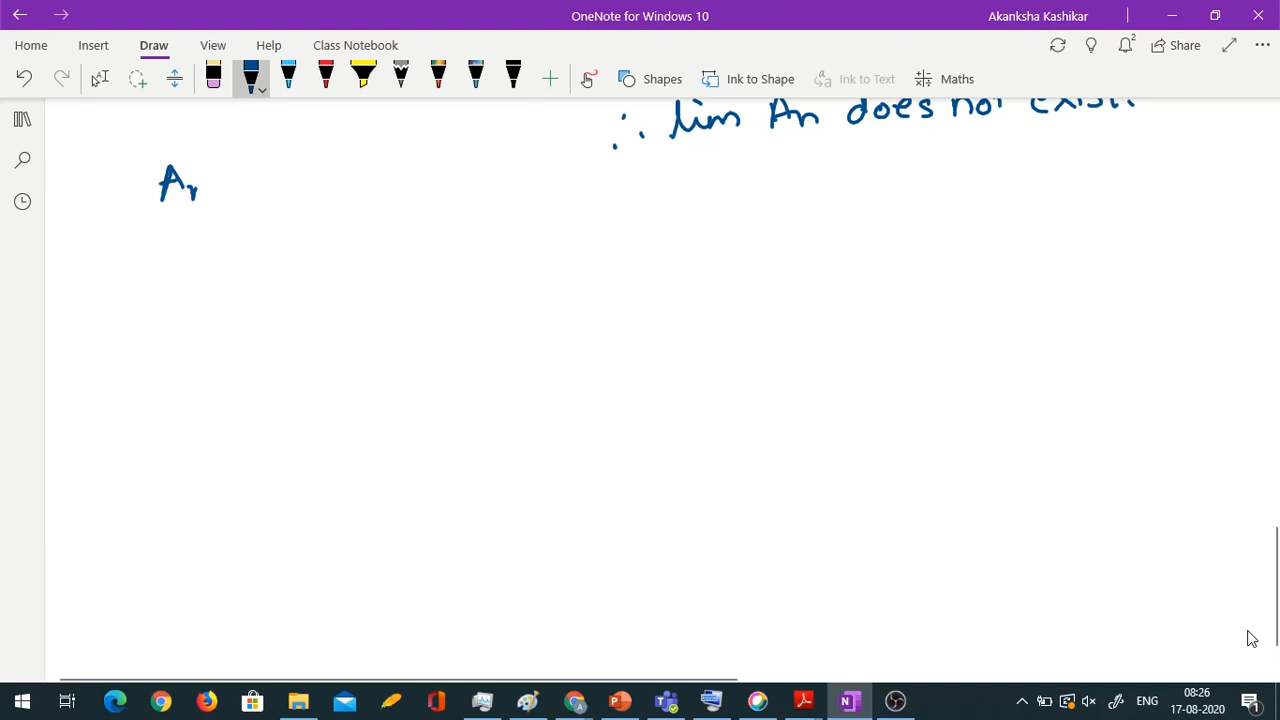 OneNote for Windows 10
Akanksha Kashikar
Home Insert Draw View Help Class Notebook
Share
Shapes
Ink to Shape
Ink to Text
Maths
∴ lim An does not exist.
Ar
ENG
08:26
17-08-2020